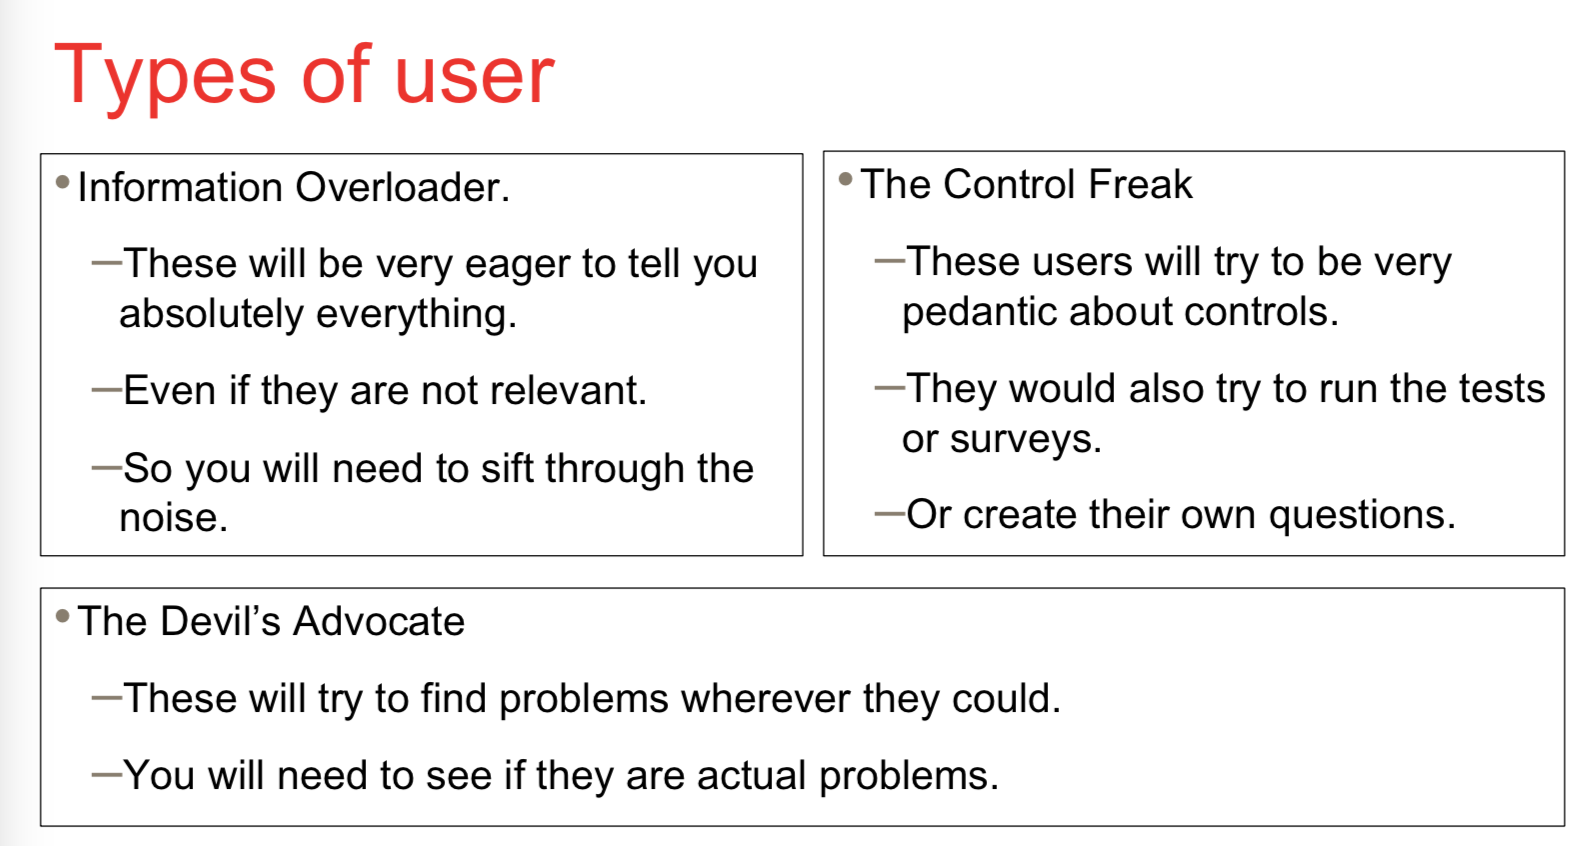 Types of user
•Information Overloader.
—These will be very eager to tell you
absolutely everything.
—Even if they are not relevant.
—So you will need to sift through the
noise.
•The Control Freak
—These users will try to be very
pedantic about controls.
—They would also try to run the tests
or surveys.
—Or create their own questions.
•The Devil’s Advocate
—These will try to find problems wherever they could.
—You will need to see if they are actual problems.